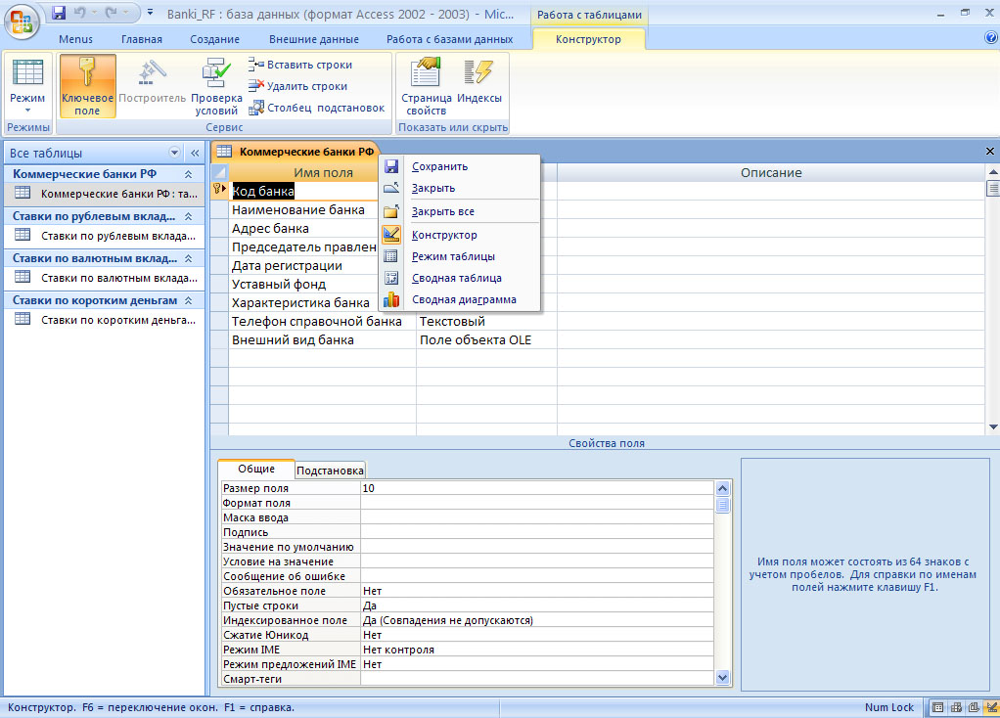 Banki_RF : база данных (формат Access 2002 - 2003) - Mic...
Работа с таблицами
Menus Главная Создание Внешние данные Работа с базами данных Конструктор
Режим
Ключевое поле
Построитель
Проверка условий
Вставить строки
Удалить строки
Столбец подстановок
Страница свойств
Индексы
Режимы Сервис Показать или скрыть
Все таблицы
Коммерческие банки РФ
Коммерческие банки РФ : та...
Ставки по рублевым вклад...
Ставки по рублевым вклада...
Ставки по валютным вклад...
Ставки по валютным вклада...
Ставки по коротким деньгам
Ставки по коротким деньга...
Коммерческие банки РФ
Имя поля Описание
Код банка
Наименование банка
Адрес банка
Председатель правлен
Дата регистрации
Уставный фонд
Характеристика банка
Телефон справочной банка Текстовый
Внешний вид банка Поле объекта OLE
Сохранить
Закрыть
Закрыть все
Конструктор
Режим таблицы
Сводная таблица
Сводная диаграмма
Свойства поля
Общие Подстановка
Размер поля 10
Формат поля
Маска ввода
Подпись
Значение по умолчанию
Условие на значение
Сообщение об ошибке
Обязательное поле Нет
Пустые строки Да
Индексированное поле Да (Совпадения не допускаются)
Сжатие Юникод Нет
Режим IME Нет контроля
Режим предложений IME Нет
Смарт-теги
Имя поля может состоять из 64 знаков с
учетом пробелов. Для справки по именам
полей нажмите клавишу F1.
Конструктор. F6 = переключение окон. F1 = справка. Num Lock